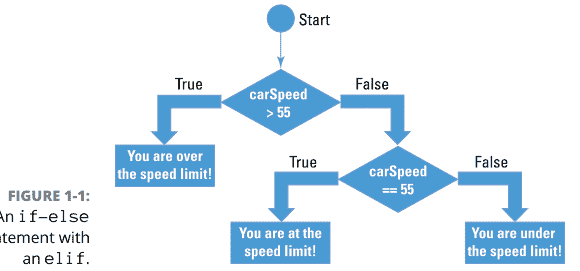 Start
True
False
carSpeed
> 55
You are over
the speed limit!
True
False
carSpeed
== 55
You are at the
speed limit!
You are under
the speed limit!
FIGURE 1-1:
An if-else
tatement with
an elif.